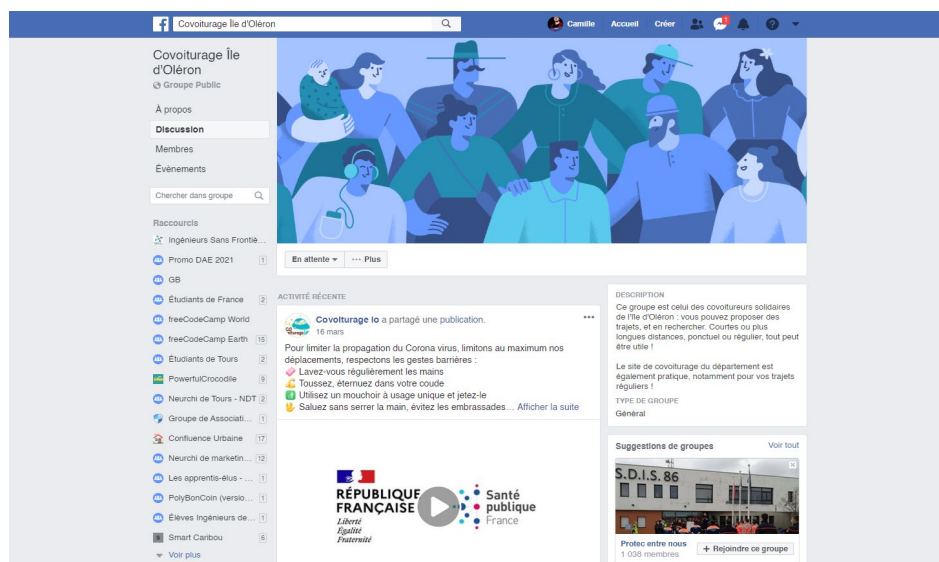 Covoiturage Île d'Oléron
Camille
Accueil
Créer
Covoiturage Île
d'Oléron
Groupe Public
À propos
Discussion
Membres
Évènements
Chercher dans groupe
Raccourcis
Ingénieurs Sans Frontiè...
Promo DAE 2021 1
GB
Étudiants de France 2
freeCodeCamp World
freeCodeCamp Earth 15
Étudiants de Tours 2
PowerfulCrocodile 9
Neurchi de Tours - NDT 2
Groupe de Associati... 1
Confluence Urbaine 17
Neurchi de marketin... 12
Les apprentis-élus - ... 1
PolyBonCoin (versio... 1
Élèves Ingénieurs de... 1
Smart Caribou 6
Voir plus
En attente
Plus
ACTIVITÉ RÉCENTE
Covoiturage Io a partagé une publication.
16 mars
Pour limiter la propagation du Corona virus, limitons au maximum nos
déplacements, respectons les gestes barrières :
Lavez-vous régulièrement les mains
Toussez, éternuez dans votre coude
Utilisez un mouchoir à usage unique et jetez-le
Saluez sans serrer la main, évitez les embrassades... Afficher la suite
RÉPUBLIQUE
FRANÇAISE
Liberté
Égalité
Fraternité
Santé
publique
France
DESCRIPTION
Ce groupe est celui des covoitureurs solidaires
de l'île d'Oléron : vous pouvez proposer des
trajets, et en rechercher. Courtes ou plus
longues distances, ponctuel ou régulier, tout peut
être utile !
Le site de covoiturage du département est
également pratique, notamment pour vos trajets
réguliers !
TYPE DE GROUPE
Général
Suggestions de groupes
Voir tout
S.D.I.S. 86
Protec entre nous
1 038 membres
+ Rejoindre ce groupe